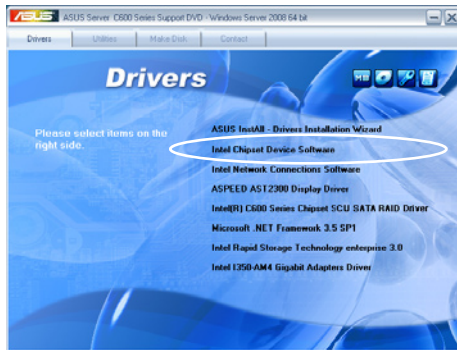 ASUS
ASUS Server C600 Series Support DVD - Windows Server 2008 64 bit
Drivers
Utilities
Make Disk
Contact
Drivers
MB
Please select items on the
right side.
ASUS InstAll - Drivers Installation Wizard
Intel Chipset Device Software
Intel Network Connections Software
ASPEED AST2300 Display Driver
Intel(R) C600 Series Chipset SCU SATA RAID Driver
Microsoft .NET Framework 3.5 SP1
Intel Rapid Storage Technology enterprise 3.0
Intel I350-AM4 Gigabit Adapters Driver